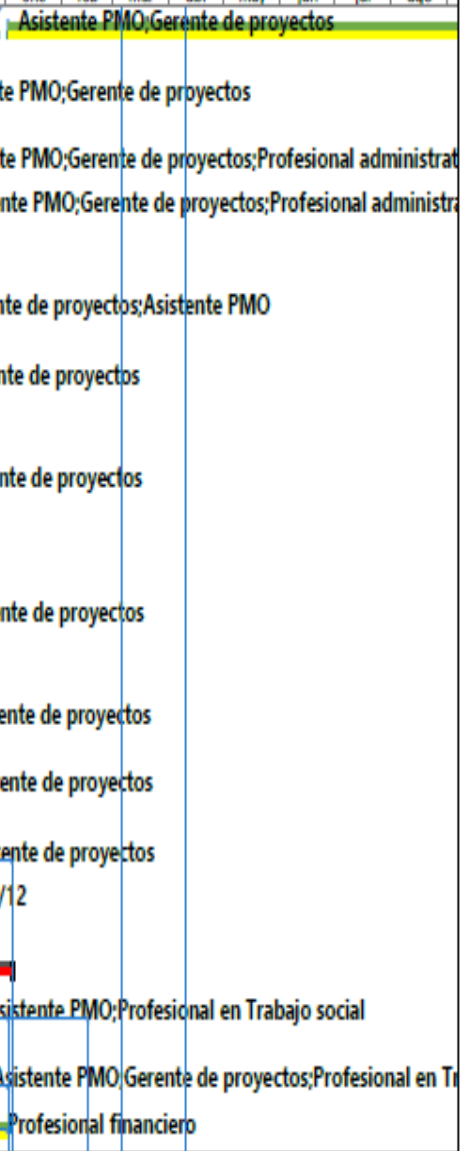 Asistente PMO;Gerente de proyectos
te PMO;Gerente de proyectos
te PMO;Gerente de proyectos;Profesional administrat
nte PMO;Gerente de proyectos;Profesional administra
nte de proyectos;Asistente PMO
nte de proyectos
nte de proyectos
nte de proyectos
ente de proyectos
ente de proyectos
ente de proyectos
/12
sistente PMO;Profesional en Trabajo social
Asistente PMO;Gerente de proyectos;Profesional en Tr
Profesional financiero